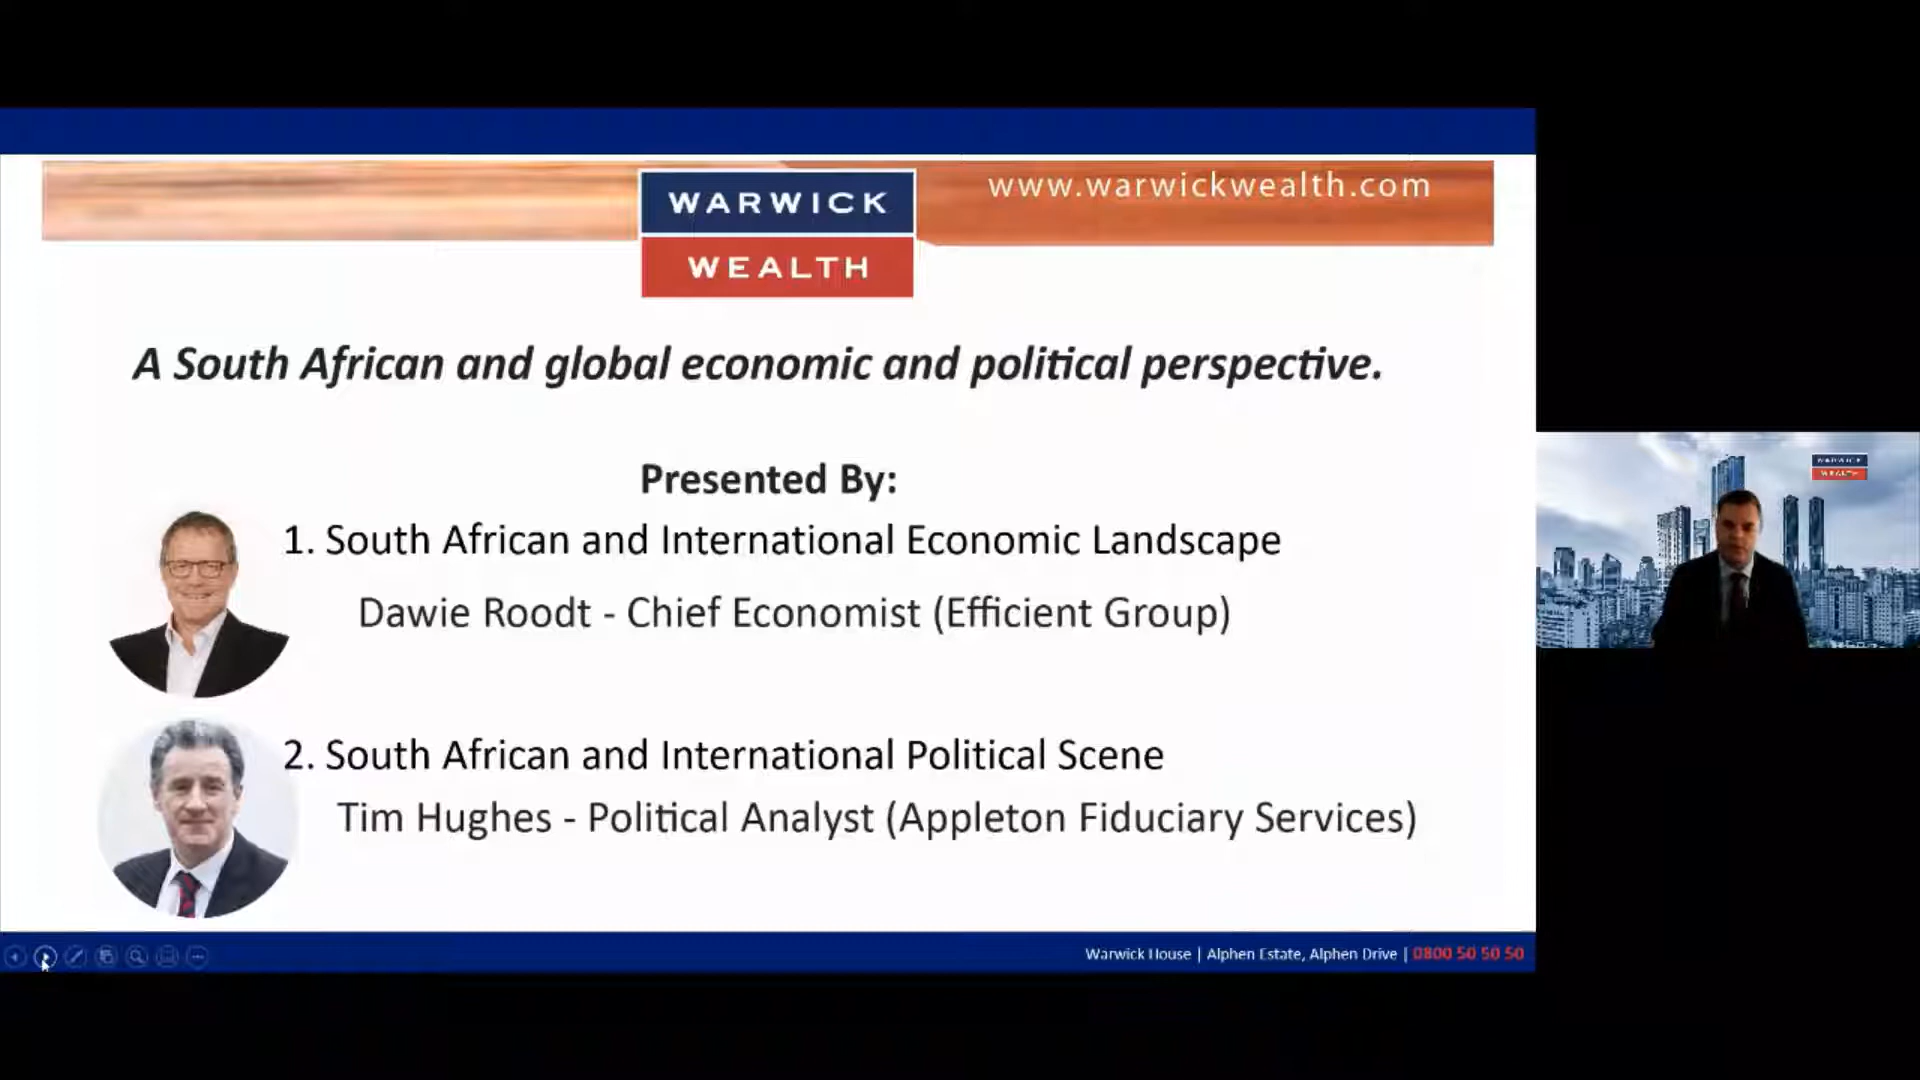 www.warwickwealth.com
WARWICK
WEALTH
A South African and global economic and political perspective.
Presented By:
1. South African and International Economic Landscape
Dawie Roodt - Chief Economist (Efficient Group)
2. South African and International Political Scene
Tim Hughes - Political Analyst (Appleton Fiduciary Services)
Warwick House | Alphen Estate, Alphen Drive | 0800 50 50 50
WARWICK
WEALTH